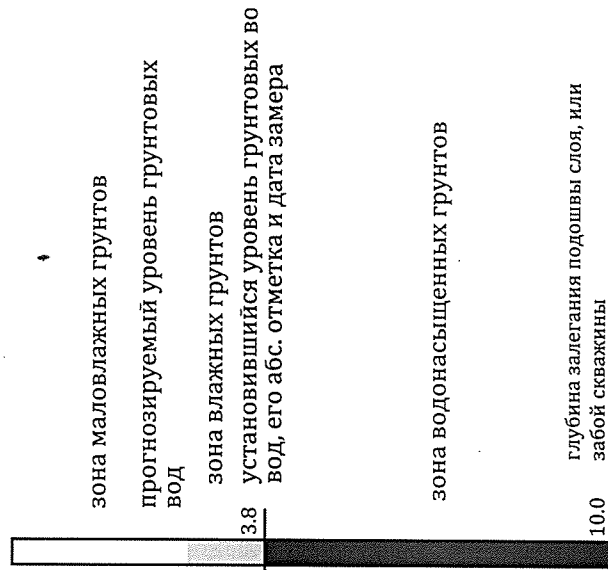 зона маловлажных грунтов
прогнозируемый уровень грунтовых
вод
зона влажных грунтов
3.8
установившийся уровень грунтовых во
вод, его абс. отметка и дата замера
зона водонасыщенных грунтов
глубина залегания подошвы слоя, или
забой скважины
10.0